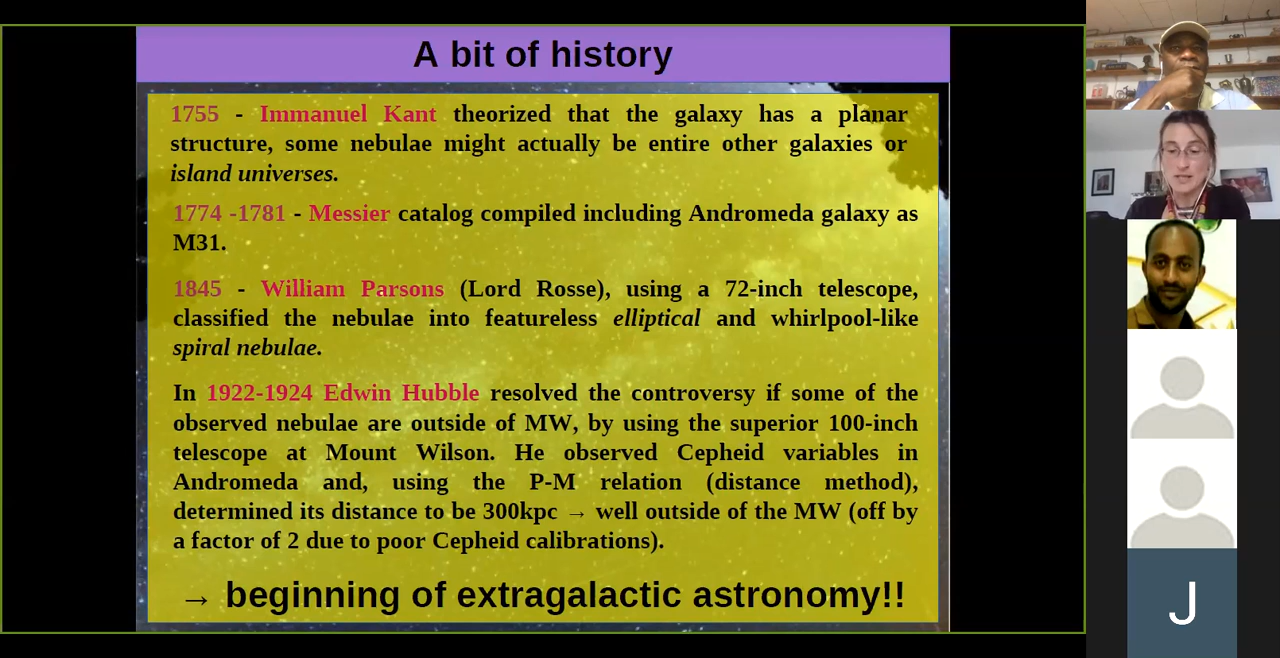 A bit of history
1755 - Immanuel Kant theorized that the galaxy has a planar
structure, some nebulae might actually be entire other galaxies or
island universes.
1774 -1781 - Messier catalog compiled including Andromeda galaxy as
M31.
1845 - William Parsons (Lord Rosse), using a 72-inch telescope,
classified the nebulae into featureless elliptical and whirlpool-like
spiral nebulae.
In 1922-1924 Edwin Hubble resolved the controversy if some of the
observed nebulae are outside of MW, by using the superior 100-inch
telescope at Mount Wilson. He observed Cepheid variables in
Andromeda and, using the P-M relation (distance method),
determined its distance to be 300kpc → well outside of the MW (off by
a factor of 2 due to poor Cepheid calibrations).
→ beginning of extragalactic astronomy!!
J